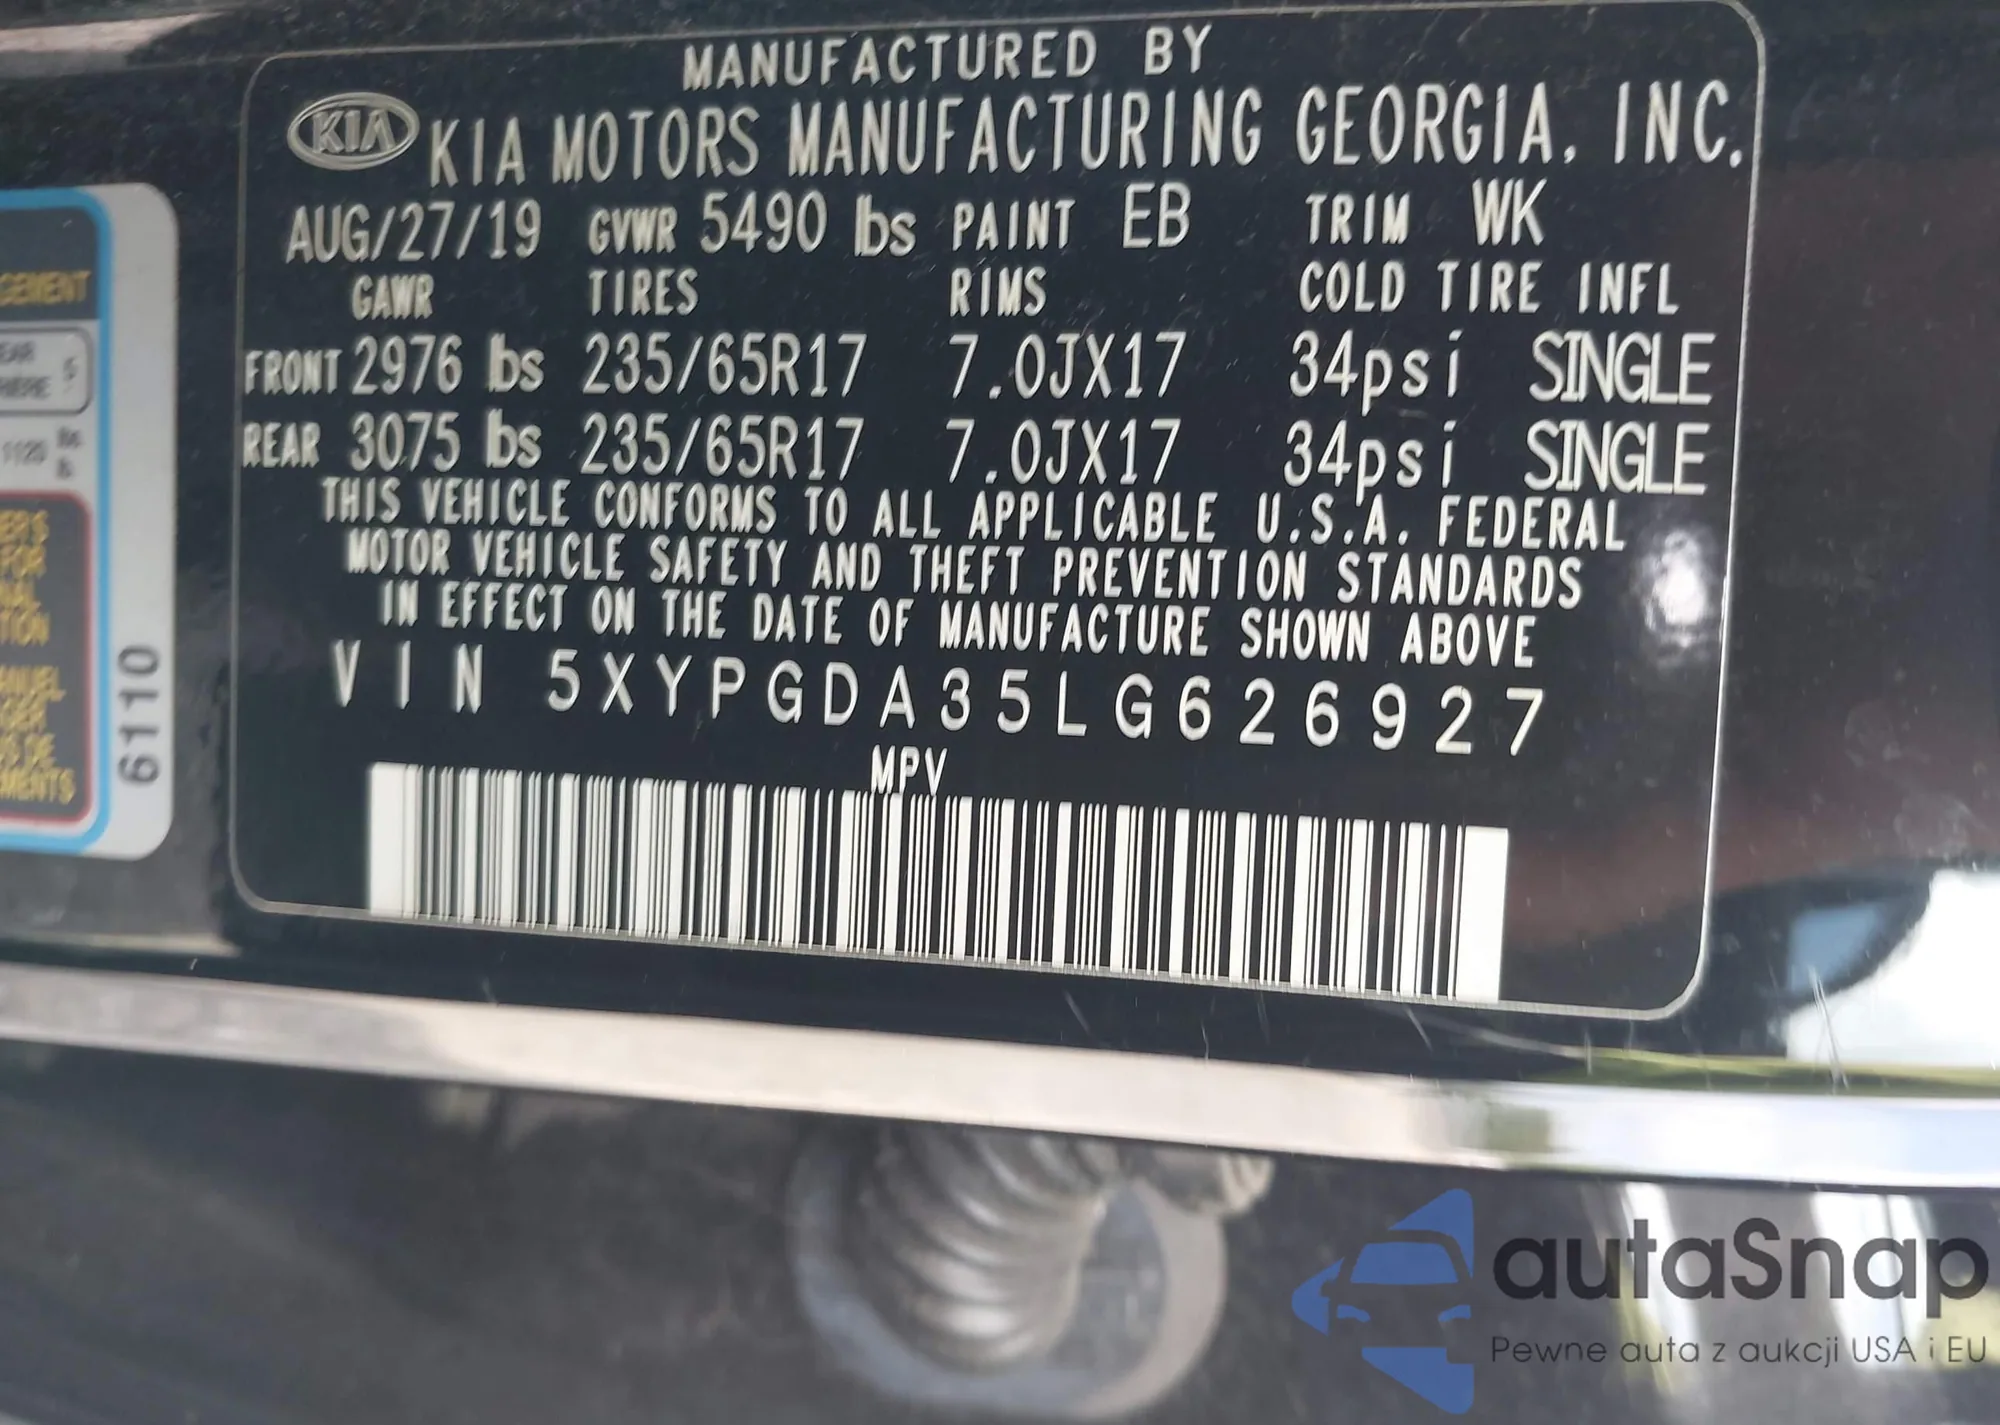 MANUFACTURED BY
KIA KIA MOTORS MANUFACTURING GEORGIA, INC.
AUG/27/19 GVWR 5490 lbs PAINT EB TRIM WK
GAWR TIRES RIMS COLD TIRE INFL
FRONT 2976 lbs 235/65R17 7.0JX17 34psi SINGLE
REAR 3075 lbs 235/65R17 7.0JX17 34psi SINGLE
THIS VEHICLE CONFORMS TO ALL APPLICABLE U.S.A. FEDERAL
MOTOR VEHICLE SAFETY AND THEFT PREVENTION STANDARDS
IN EFFECT ON THE DATE OF MANUFACTURE SHOWN ABOVE
VIN 5XYPGDA35LG626927
MPV
6110
1120 lbs
autaSnap
Pewne auta z aukcji USA i EU